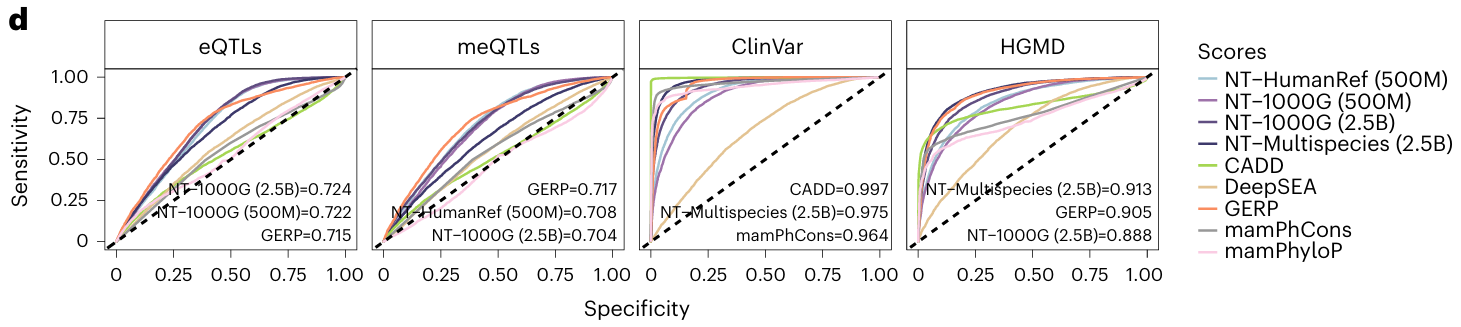 d
eQTLs
meQTLs
ClinVar
HGMD
Sensitivity
1.00
0.75
0.50
0.25
0
NT−1000G (2.5B)=0.724
NT−1000G (500M)=0.722
GERP=0.715
GERP=0.717
NT−HumanRef (500M)=0.708
NT−1000G (2.5B)=0.704
CADD=0.997
NT−Multispecies (2.5B)=0.975
mamPhCons=0.964
NT−Multispecies (2.5B)=0.913
GERP=0.905
NT−1000G (2.5B)=0.888
0 0.25 0.50 0.75 1.00
0 0.25 0.50 0.75 1.00
0 0.25 0.50 0.75 1.00
0 0.25 0.50 0.75 1.00
Specificity
Scores
NT−HumanRef (500M)
NT−1000G (500M)
NT−1000G (2.5B)
NT−Multispecies (2.5B)
CADD
DeepSEA
GERP
mamPhCons
mamPhyloP